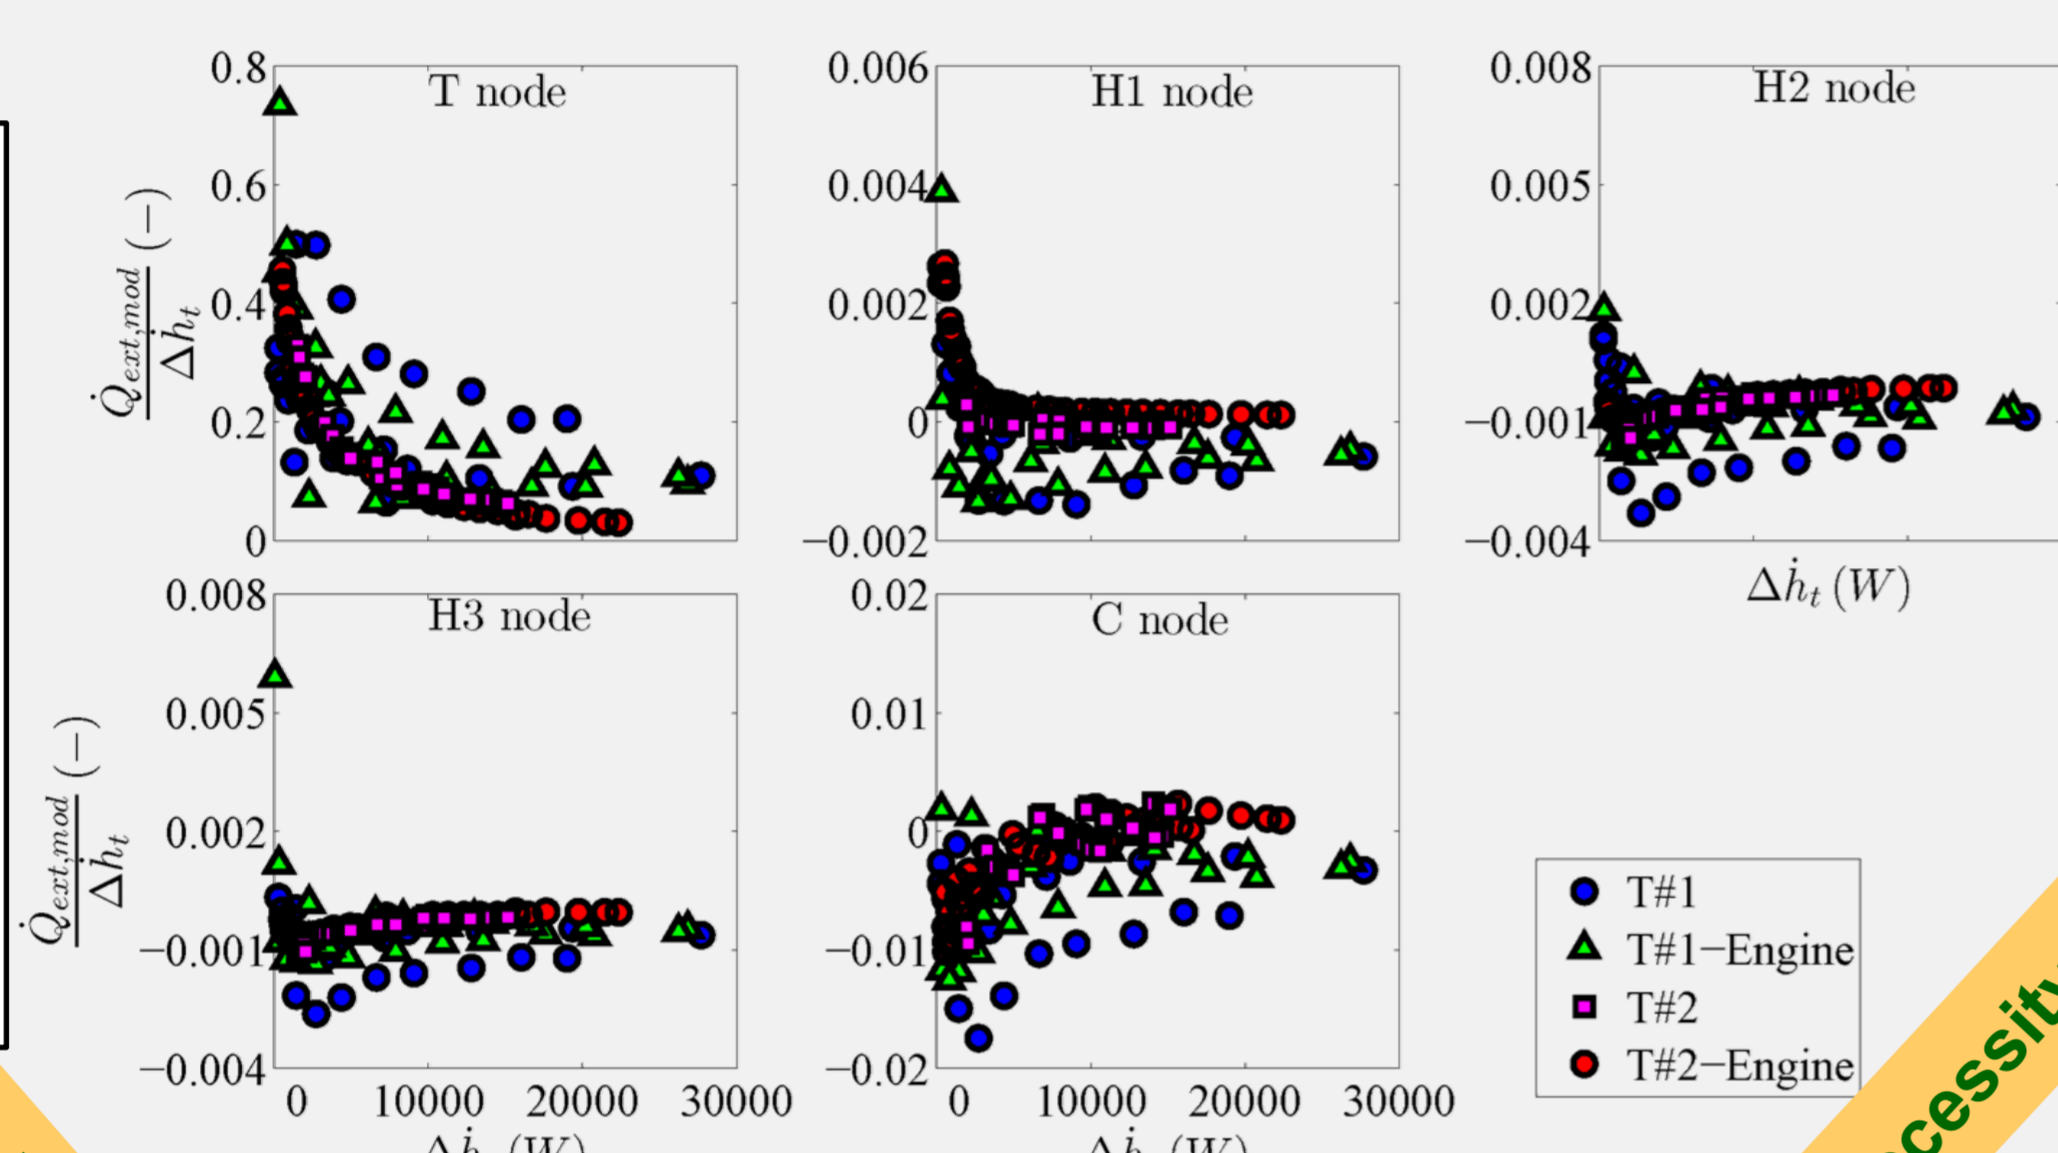 T node
0.8
0.6
0.4
0.2
0
Q̇ext,mod / Δḣt (−)
H1 node
0.006
0.004
0.002
0
−0.002
H2 node
0.008
0.005
0.002
−0.001
−0.004
Δḣt (W)
H3 node
0.008
0.005
0.002
−0.001
−0.004
Q̇ext,mod / Δḣt (−)
0 10000 20000 30000
Δḣt (W)
C node
0.02
0.01
0
−0.01
−0.02
0 10000 20000 30000
Δḣt (W)
T#1
T#1−Engine
T#2
T#2−Engine